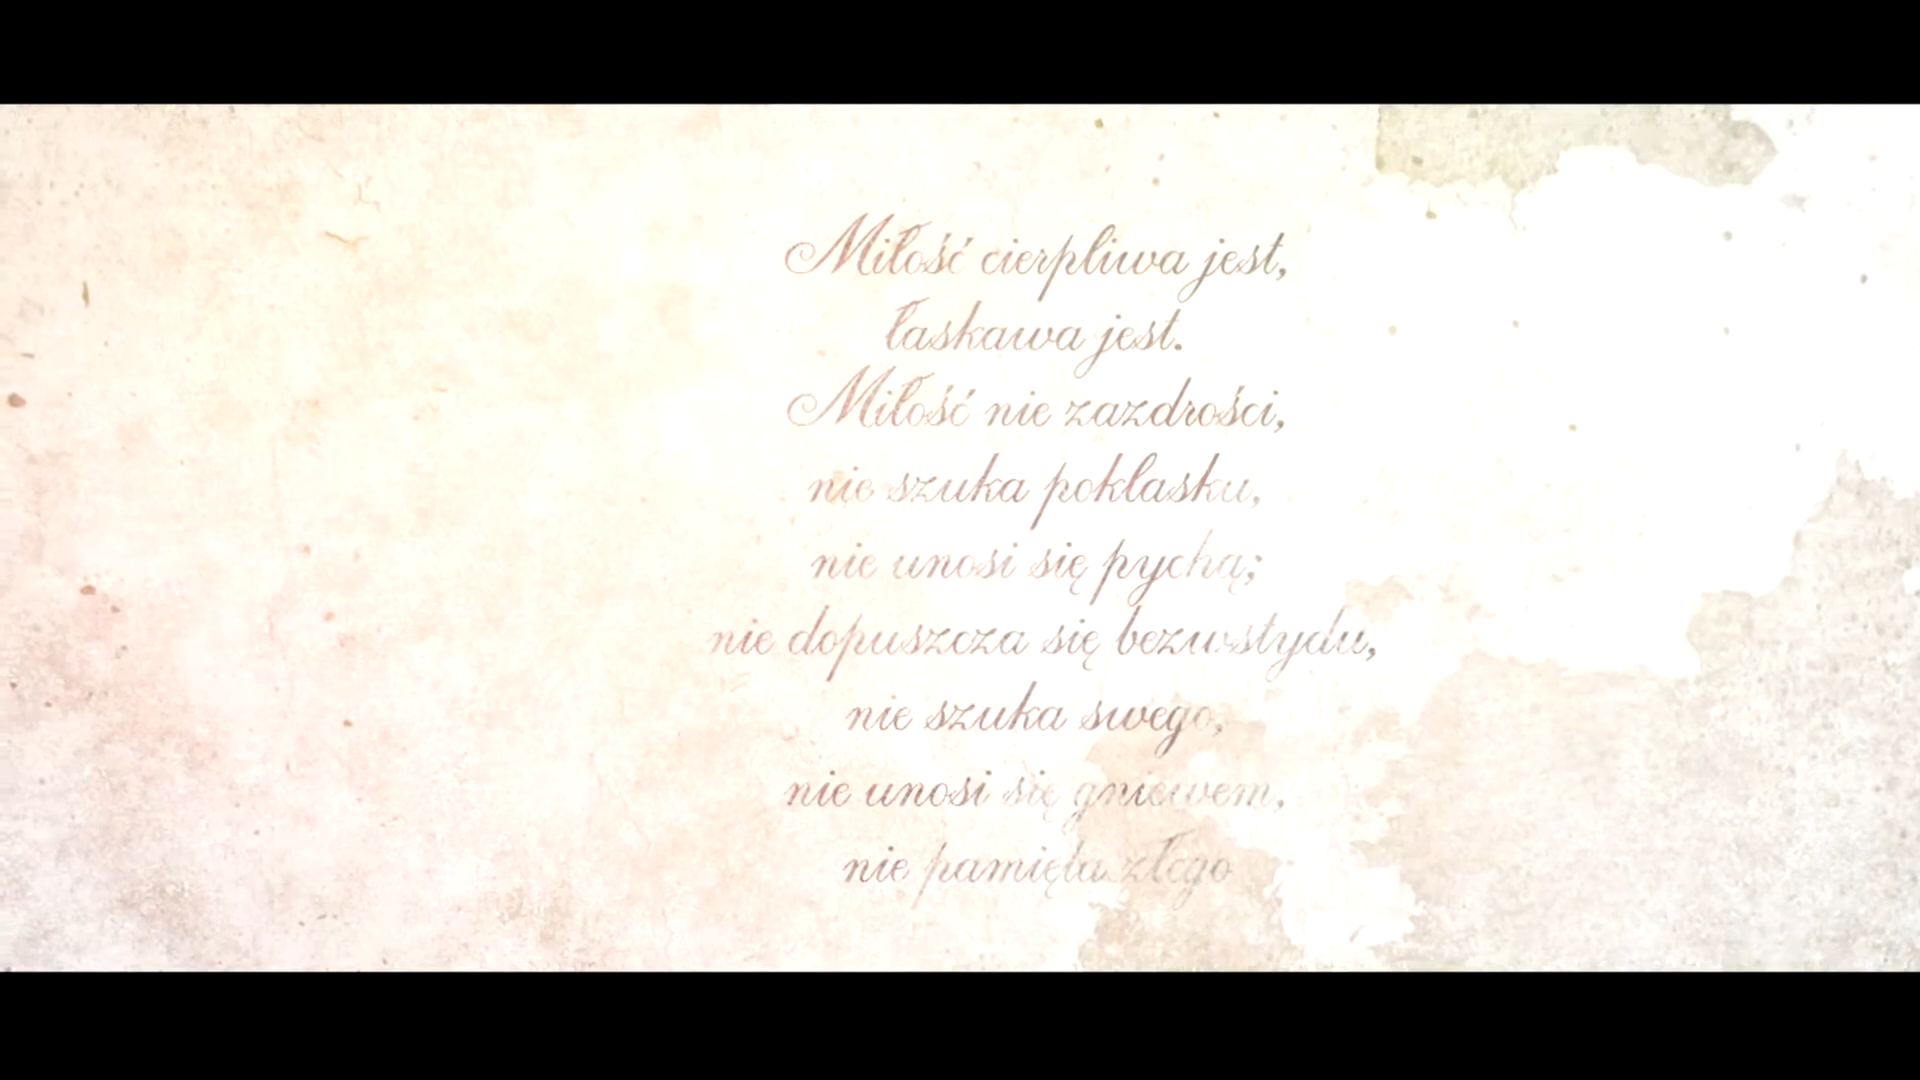 Miłość cierpliwa jest,
łaskawa jest.
Miłość nie zazdrości,
nie szuka poklasku,
nie unosi się pychą;
nie dopuszcza się bezwstydu,
nie szuka swego,
nie unosi się gniewem,
nie pamięta złego